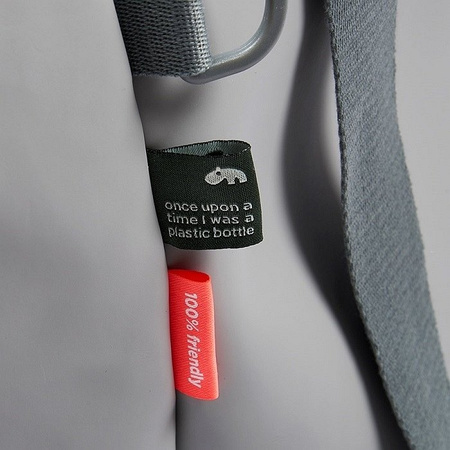 once upon a
time I was a
plastic bottle
100% friendly